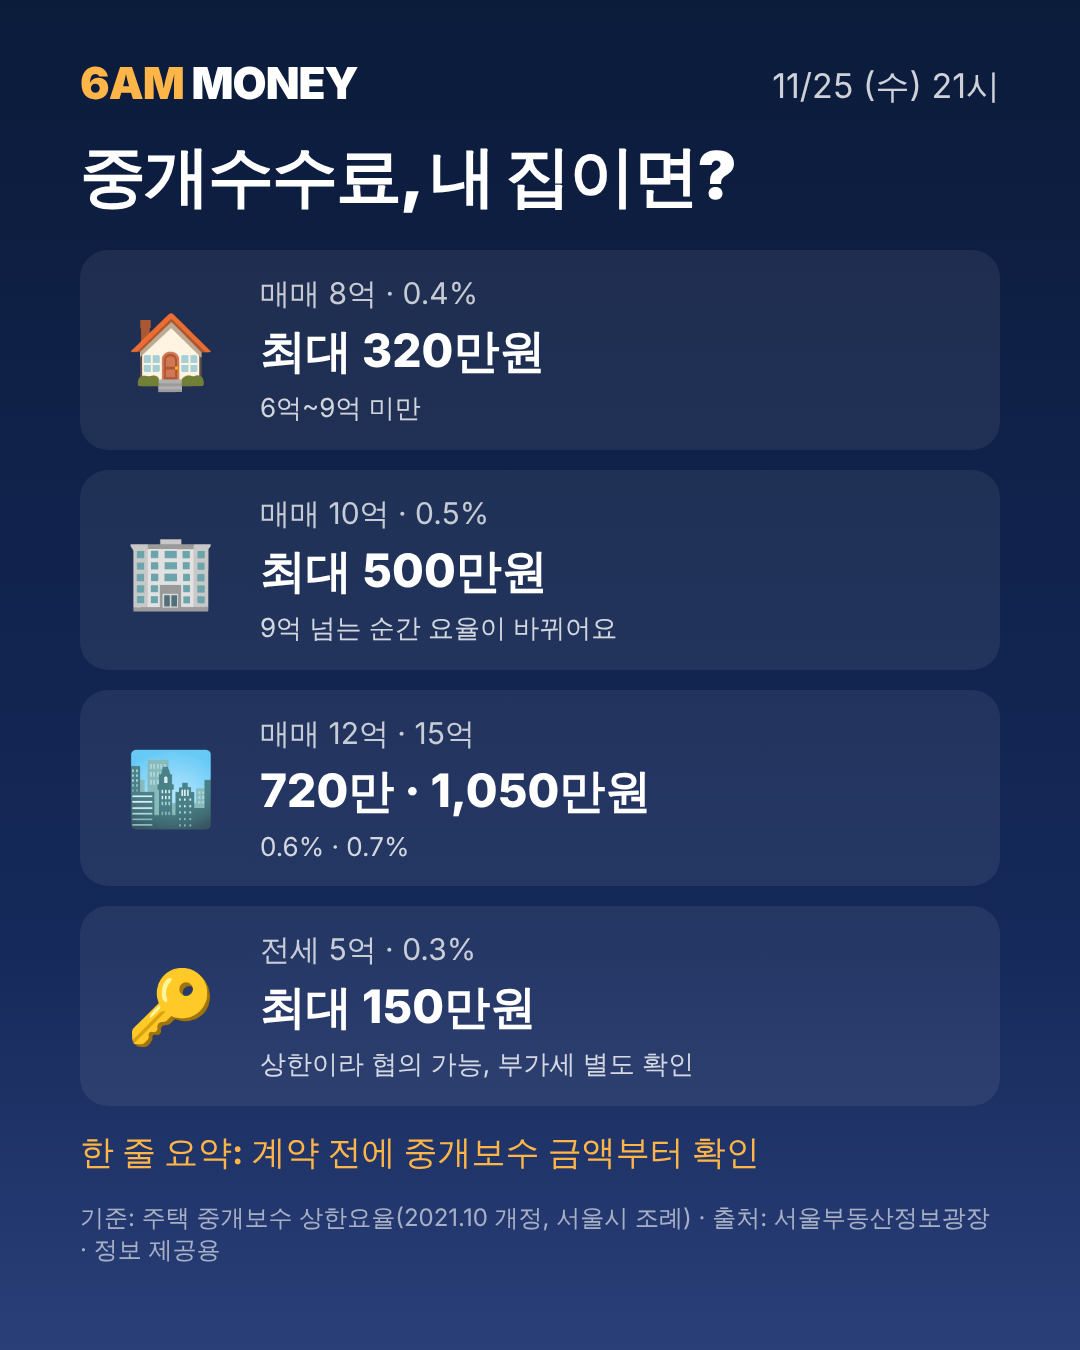 6AM MONEY
11/25 (수) 21시
중개수수료, 내 집이면?
매매 8억 · 0.4%
최대 320만원
6억~9억 미만
매매 10억 · 0.5%
최대 500만원
9억 넘는 순간 요율이 바뀌어요
매매 12억 · 15억
720만 · 1,050만원
0.6% · 0.7%
전세 5억 · 0.3%
최대 150만원
상한이라 협의 가능, 부가세 별도 확인
한 줄 요약: 계약 전에 중개보수 금액부터 확인
기준: 주택 중개보수 상한요율(2021.10 개정, 서울시 조례) · 출처: 서울부동산정보광장
· 정보 제공용